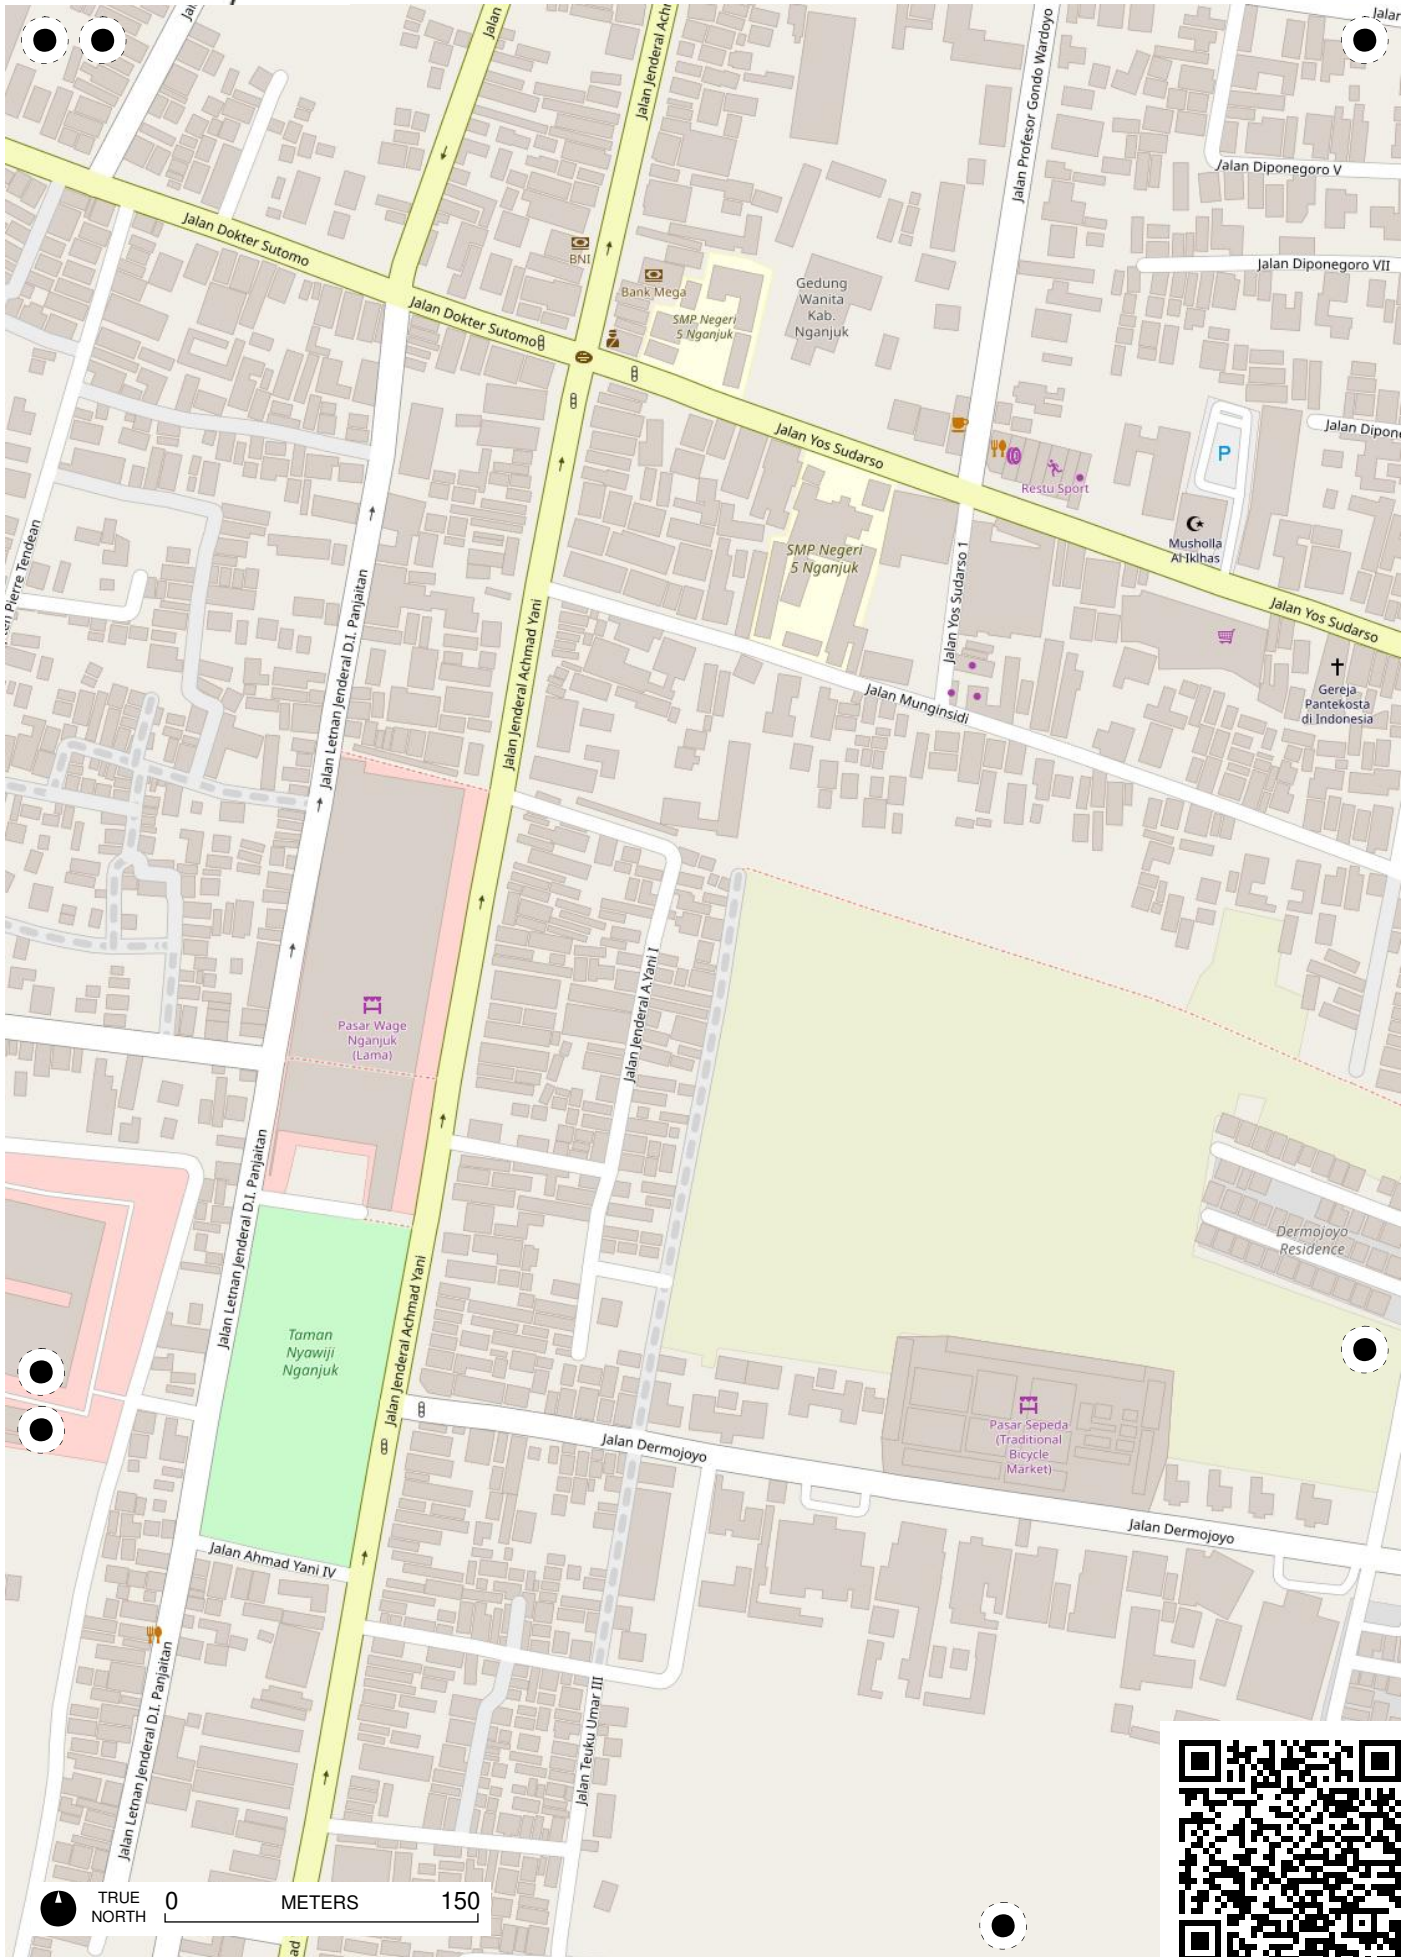 Jalan Profesor Gondo Wardoyo
Jalan Diponegoro V
Jalan Dokter Sutomo
BNI
Jalan Diponegoro VII
Bank Mega
Gedung
Wanita
Kab.
Nganjuk
Jalan Dokter Sutomo
SMP Negeri
5 Nganjuk
Jalan Yos Sudarso
P
Restu Sport
Musholla
Al Iklhas
SMP Negeri
5 Nganjuk
Jalan Yos Sudarso 1
Jalan Yos Sudarso
Pierre Tendean
Jalan Letnan Jenderal D.I. Panjaitan
Jalan Jenderal Achmad Yani
Jalan Munginsidi
Gereja
Pantekosta
di Indonesia
Pasar Wage
Nganjuk
(Lama)
Jalan Jenderal A.Yani I
Jalan Letnan Jenderal D.I. Panjaitan
Jalan Jenderal Achmad Yani
Dermojoyo
Residence
Taman
Nyawiji
Nganjuk
Pasar Sepeda
(Traditional
Bicycle
Market)
Jalan Dermojoyo
Jalan Dermojoyo
Jalan Ahmad Yani IV
Jalan Letnan Jenderal D.I. Panjaitan
Jalan Teuku Umar III
TRUE
NORTH
0 METERS 150